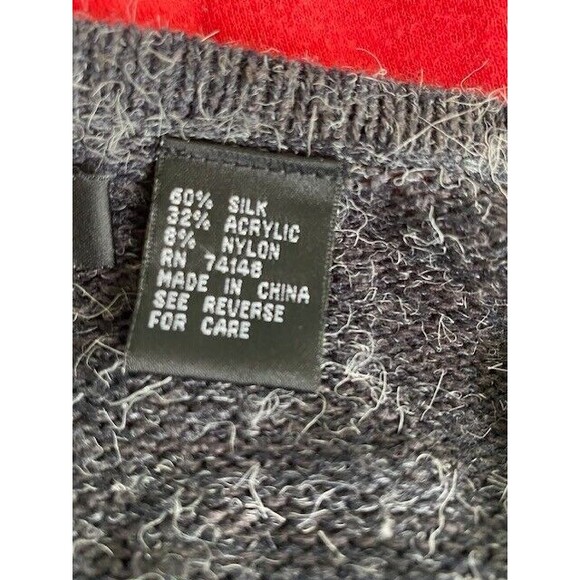 60% SILK
32% ACRYLIC
8% NYLON
RN 74148
MADE IN CHINA
SEE REVERSE
FOR CARE